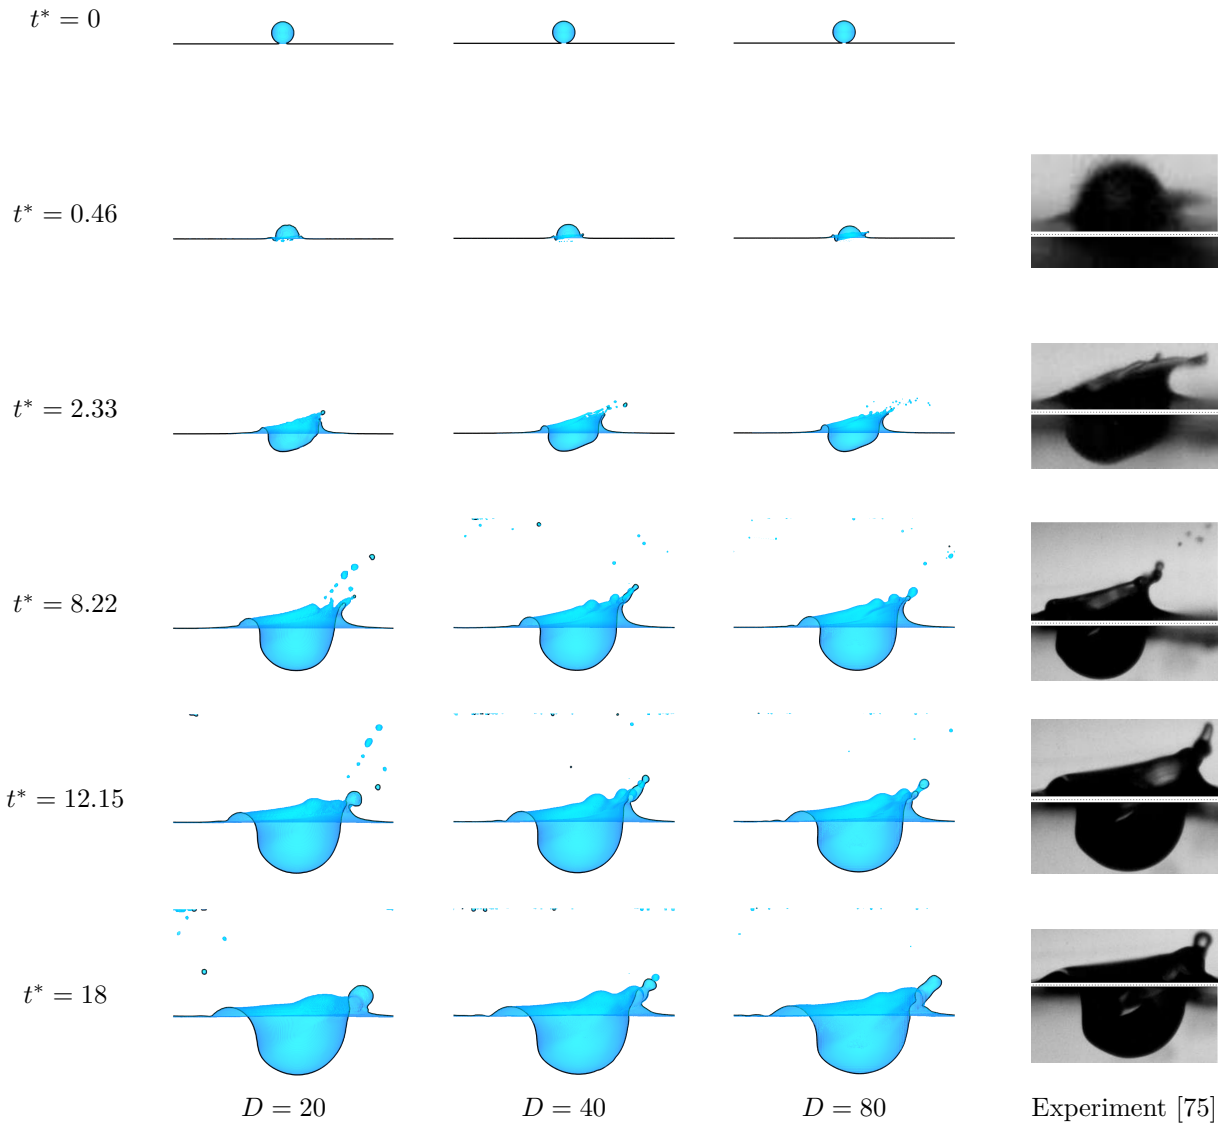 t* = 0
t* = 0.46
t* = 2.33
t* = 8.22
t* = 12.15
t* = 18
D = 20
D = 40
D = 80
Experiment [75]